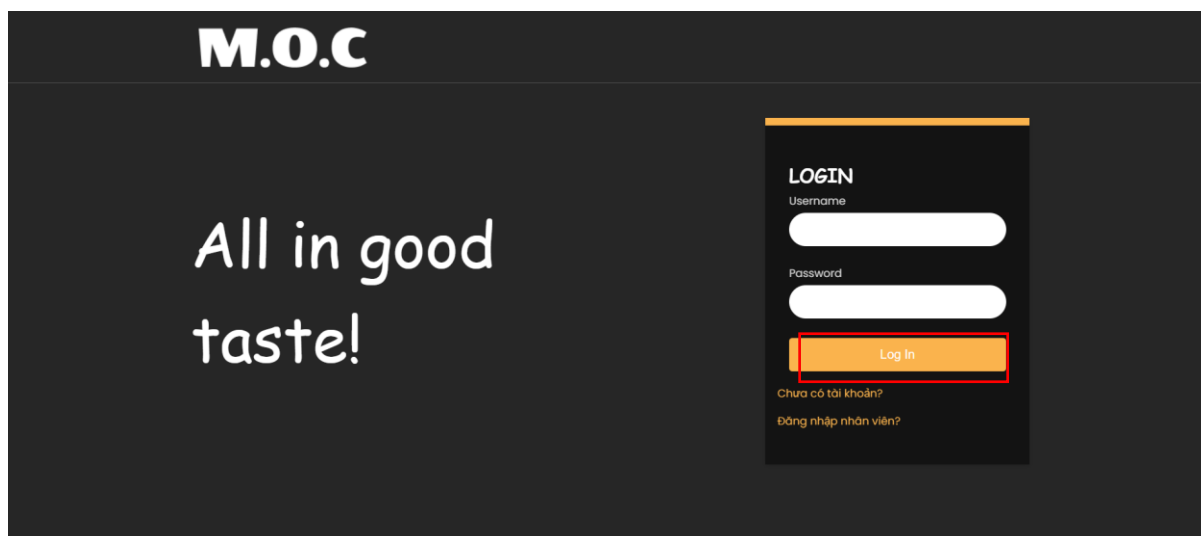 M.O.C
All in good
taste!
LOGIN
Username
Password
Log In
Chưa có tài khoản?
Đăng nhập nhân viên?